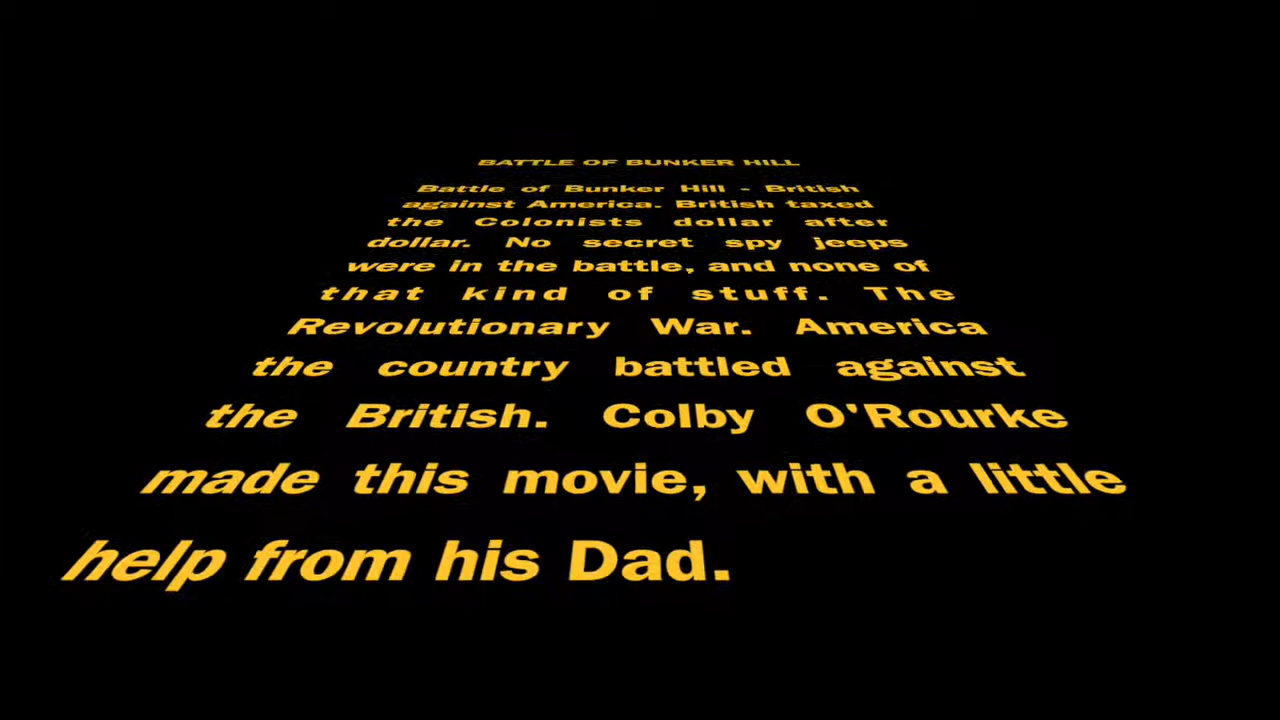 BATTLE OF BUNKER HILL
Battle of Bunker Hill - British
against America. British taxed
the Colonists dollar after
dollar. No secret spy jeeps
were in the battle, and none of
that kind of stuff. The
Revolutionary War. America
the country battled against
the British. Colby O'Rourke
made this movie, with a little
help from his Dad.